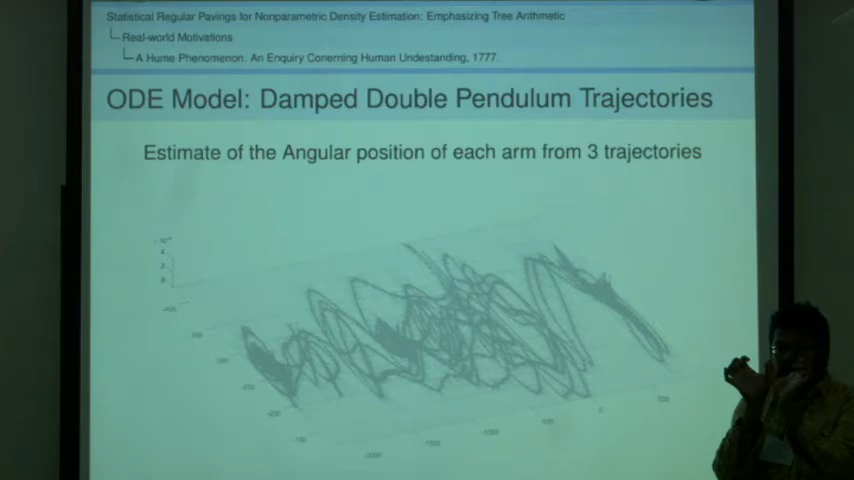 Statistical Regular Pavings for Nonparametric Density Estimation: Emphasizing Tree Arithmetic
Real-world Motivations
A Hume Phenomenon. An Enquiry Conerning Human Undestanding, 1777.
ODE Model: Damped Double Pendulum Trajectories
Estimate of the Angular position of each arm from 3 trajectories